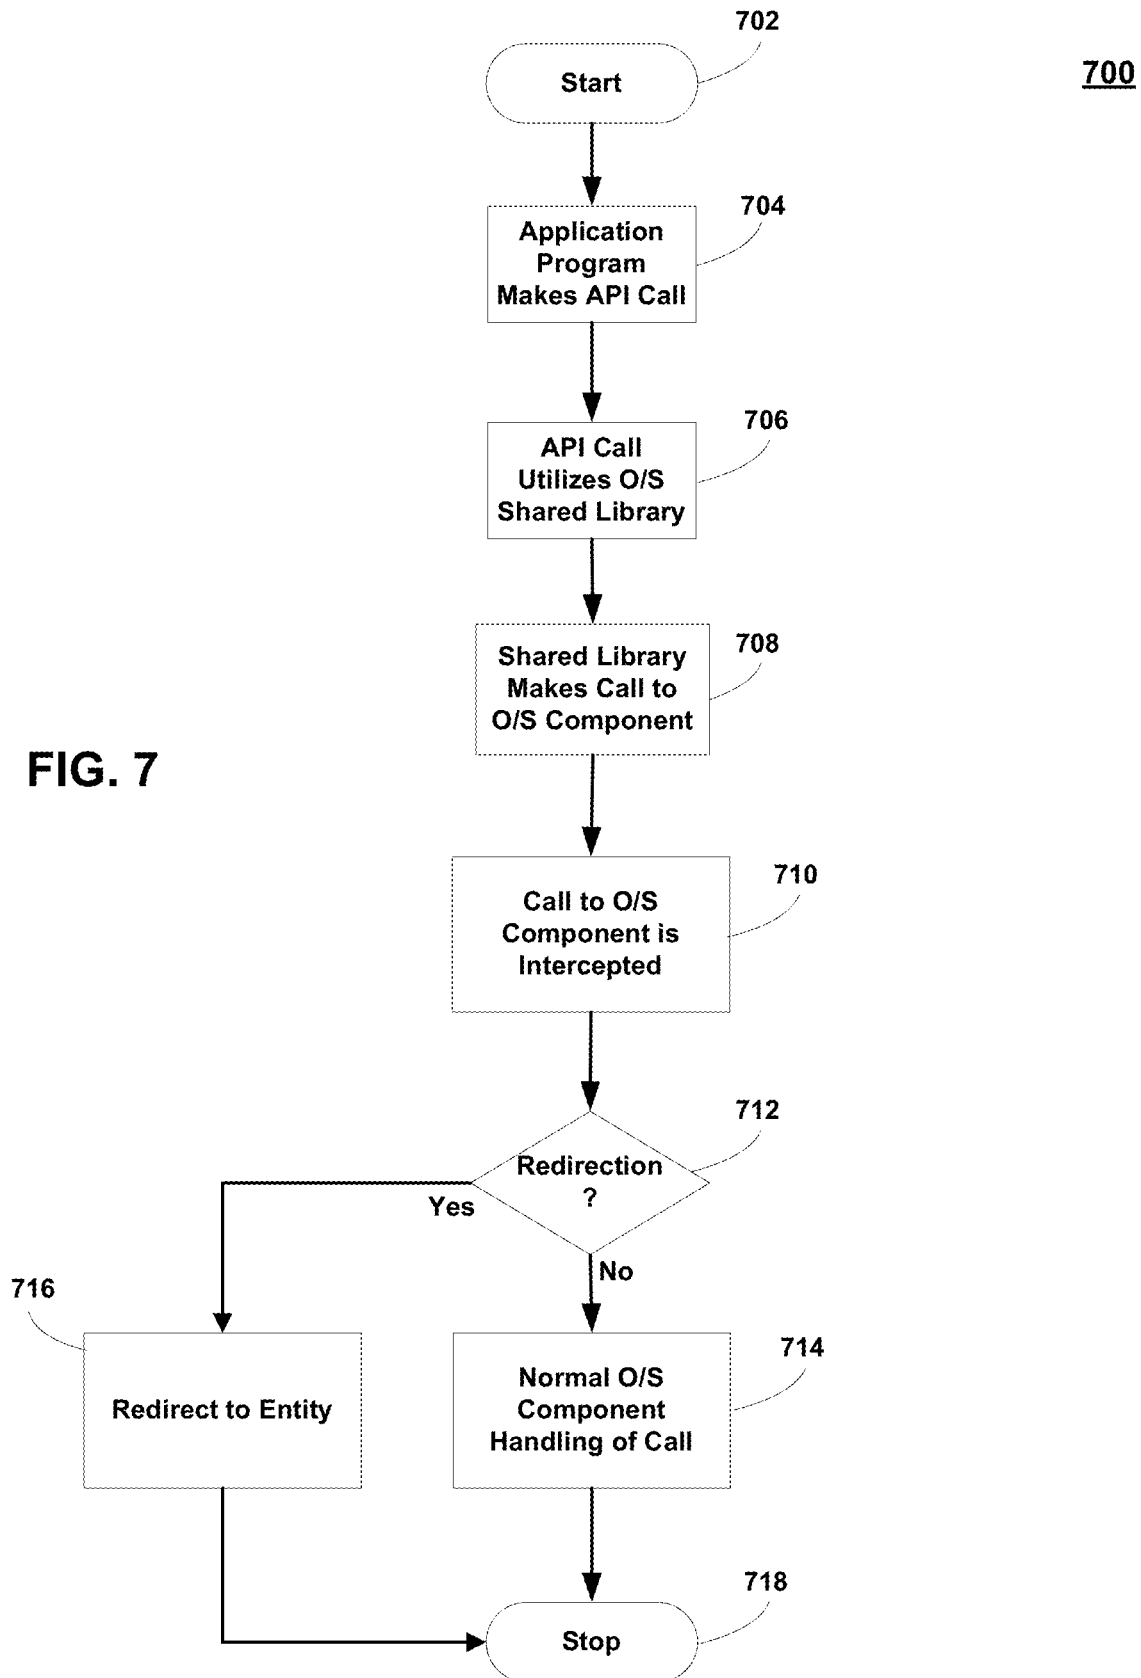 702
700
Start
704
Application
Program
Makes API Call
706
API Call
Utilizes O/S
Shared Library
708
Shared Library
Makes Call to
O/S Component
FIG. 7
710
Call to O/S
Component is
Intercepted
712
Redirection
?
Yes
No
716
714
Redirect to Entity
Normal O/S
Component
Handling of Call
718
Stop